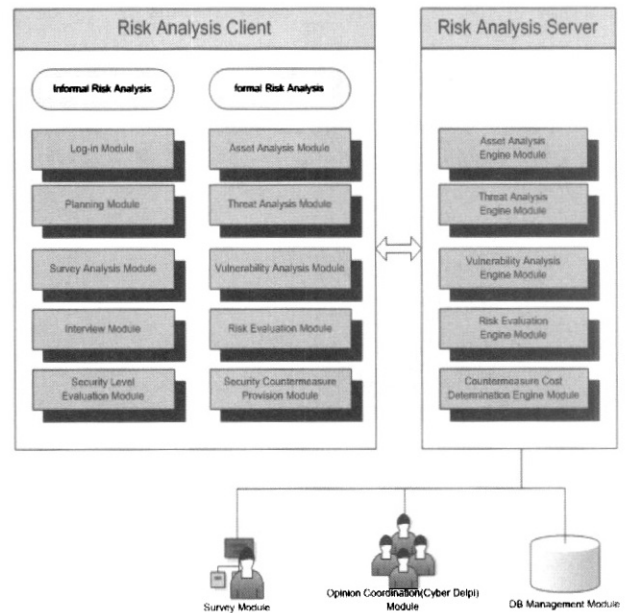 Risk Analysis Client
Risk Analysis Server
Informal Risk Analysis
formal Risk Analysis
Log-in Module
Asset Analysis Module
Asset Analysis
Engine Module
Planning Module
Threat Analysis Module
Threat Analysis
Engine Module
Survey Analysis Module
Vulnerability Analysis Module
Vulnerability Analysis
Engine Module
Interview Module
Risk Evaluation Module
Risk Evaluation
Engine Module
Security Level
Evaluation Module
Security Countermeasure
Provision Module
Countermeasure Cost
Determination Engine Module
Survey Module
Opinion Coordination(Cyber Delpi)
Module
DB Management Module